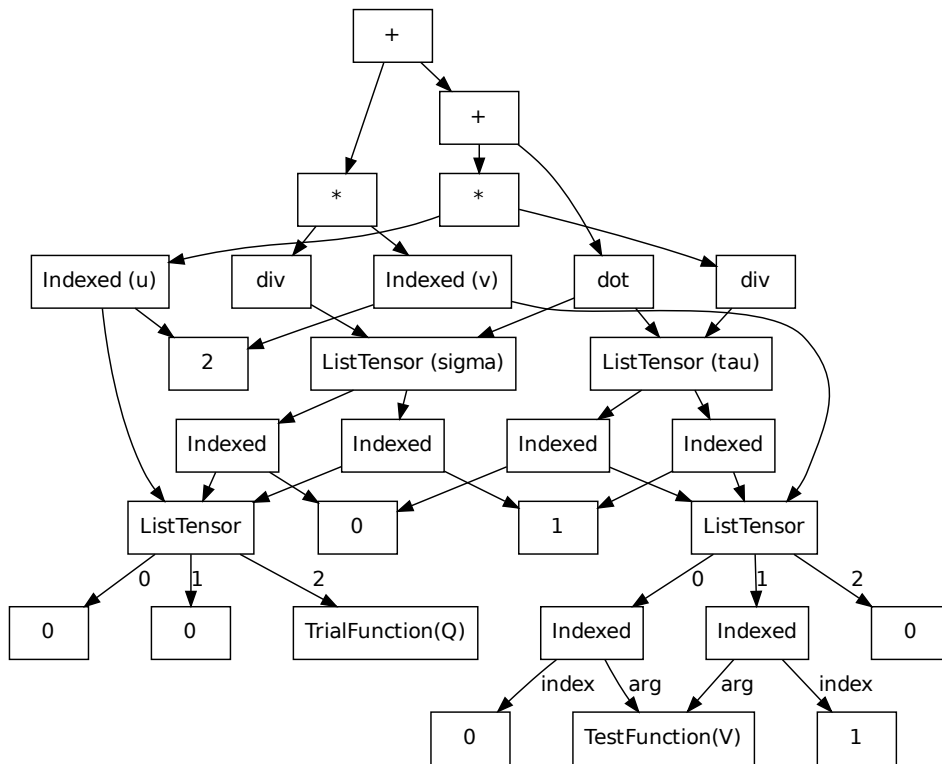 +
+
*
*
Indexed (u)
div
Indexed (v)
dot
div
2
ListTensor (sigma)
ListTensor (tau)
Indexed
Indexed
Indexed
Indexed
ListTensor
0
1
ListTensor
0
1
2
0
1
2
0
0
TrialFunction(Q)
Indexed
Indexed
0
index
arg
arg
index
0
TestFunction(V)
1